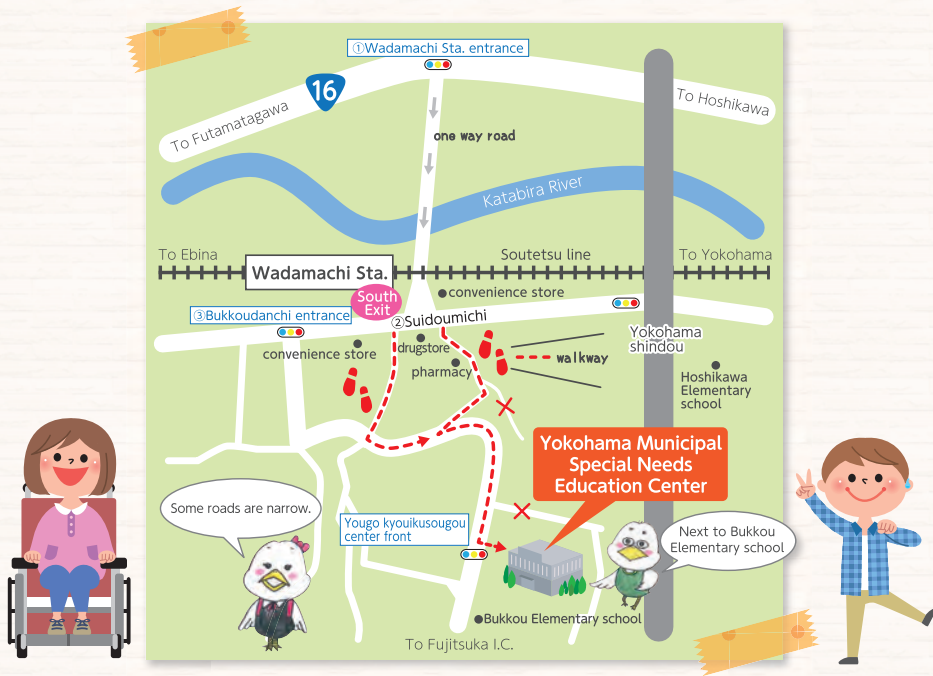 ①Wadamachi Sta. entrance
16
To Futamatagawa
To Hoshikawa
one way road
Katabira River
To Ebina
Soutetsu line
To Yokohama
Wadamachi Sta.
South
Exit
convenience store
③Bukkoudanchi entrance
②Suidoumichi
drugstore
convenience store
pharmacy
walkway
Yokohama
shindou
Hoshikawa
Elementary
school
Yokohama Municipal
Special Needs
Education Center
Some roads are narrow.
Yougo kyouikusougou
center front
Next to Bukkou
Elementary school
Bukkou Elementary school
To Fujitsuka I.C.